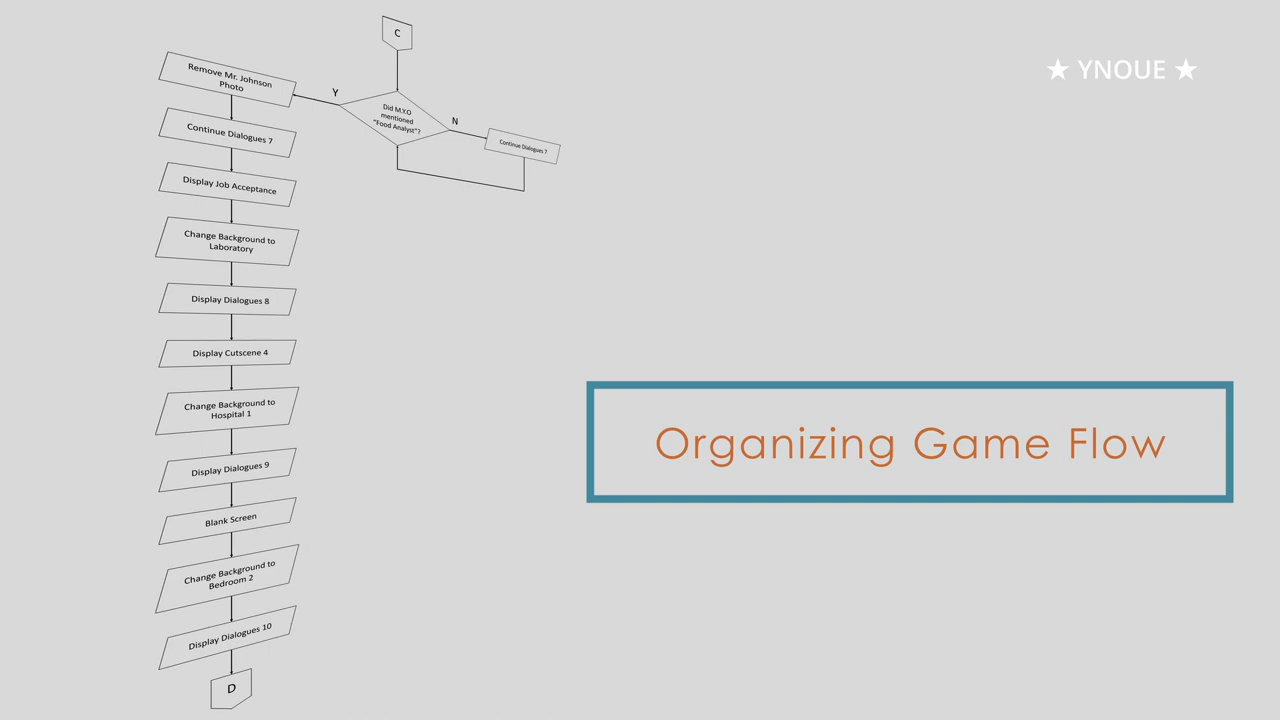 C
★ YNOUE ★
Remove Mr. Johnson
Photo
Y
Did M.Y.O
mentioned
"Food Analyst"?
N
Continue Dialogues 7
Continue Dialogues 7
Display Job Acceptance
Change Background to
Laboratory
Display Dialogues 8
Display Cutscene 4
Change Background to
Hospital 1
Organizing Game Flow
Display Dialogues 9
Blank Screen
Change Background to
Bedroom 2
Display Dialogues 10
D